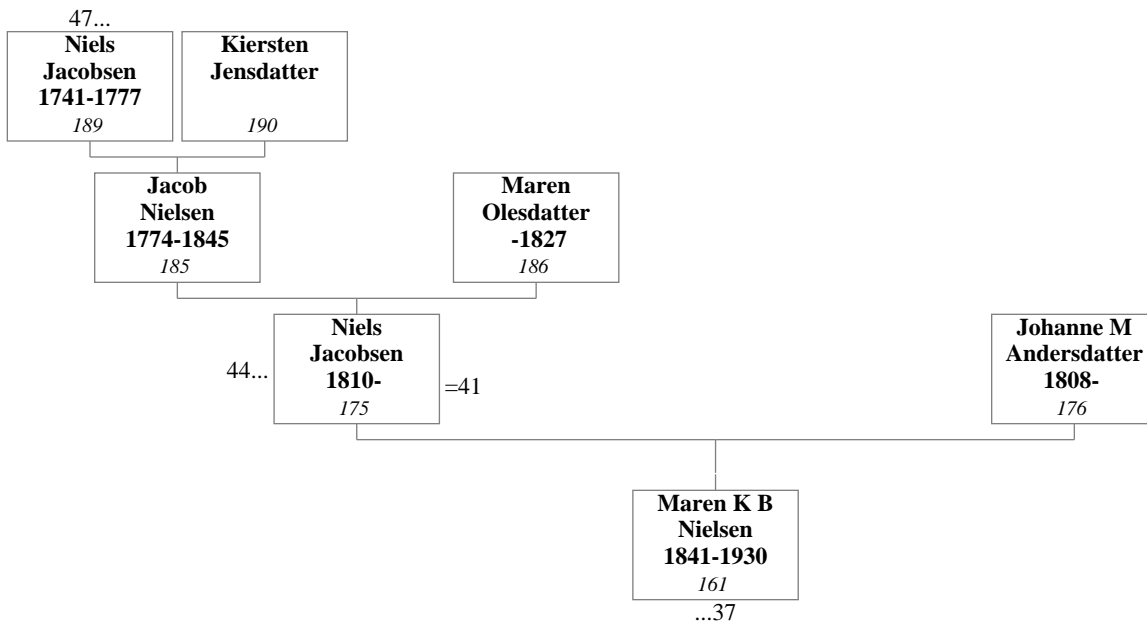 47...
Niels
Jacobsen
1741-1777
189
Kiersten
Jensdatter
190
Jacob
Nielsen
1774-1845
185
Maren
Olesdatter
-1827
186
44...
Niels
Jacobsen
1810-
175
=41
Johanne M
Andersdatter
1808-
176
Maren K B
Nielsen
1841-1930
161
...37